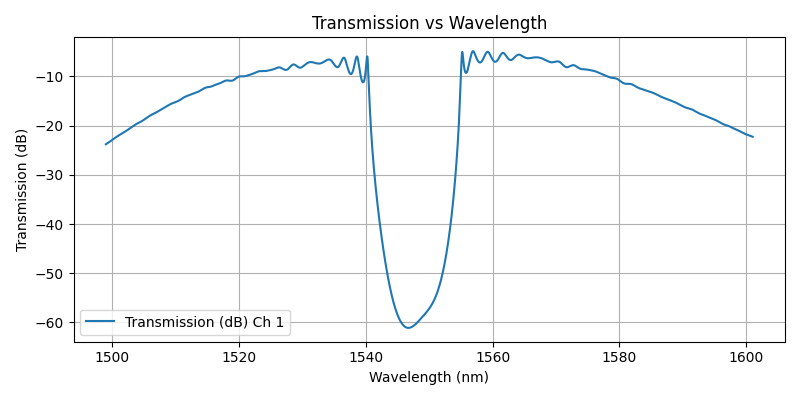 Transmission vs Wavelength
Transmission (dB)
−10
−20
−30
−40
−50
−60
Transmission (dB) Ch 1
1500 1520 1540 1560 1580 1600
Wavelength (nm)